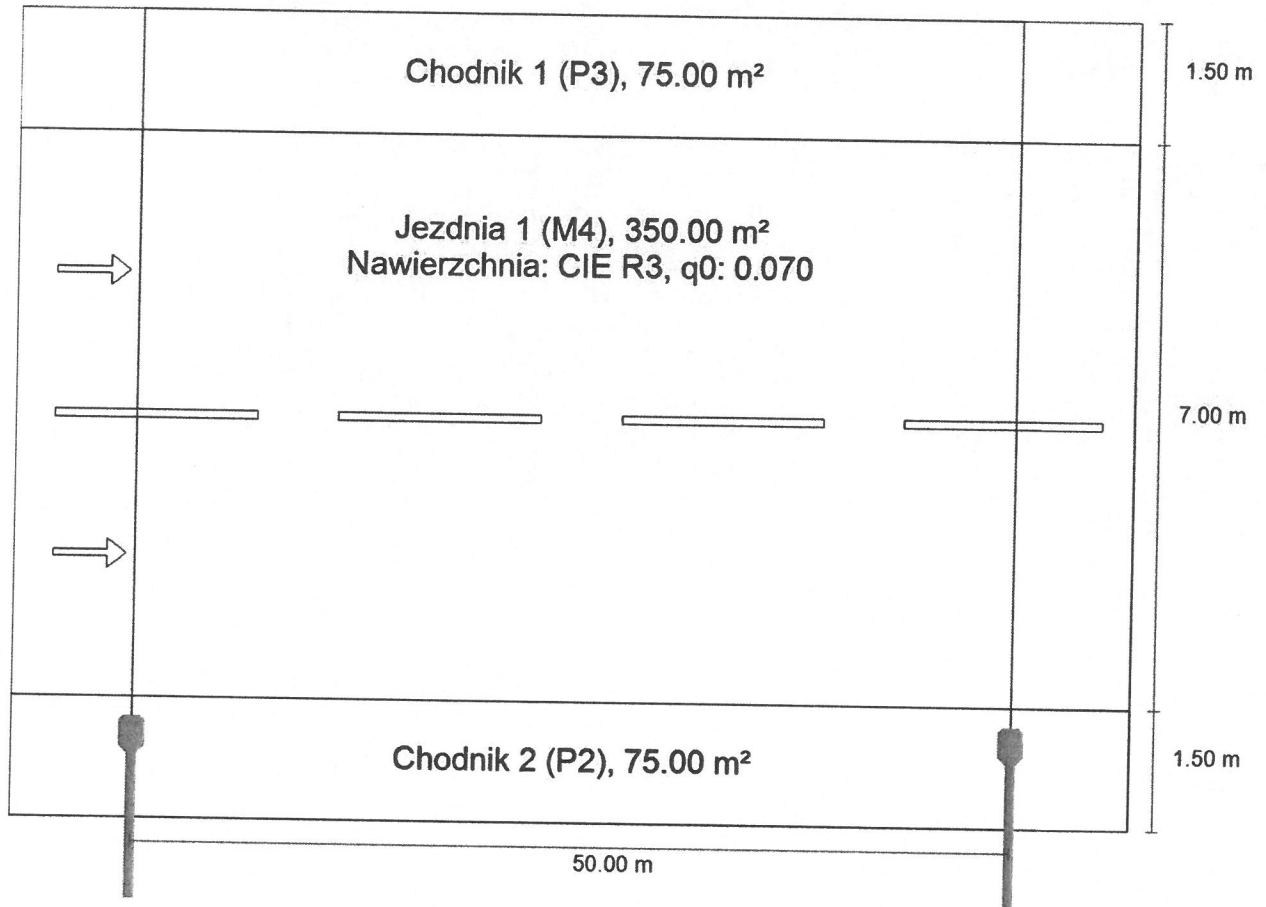 Chodnik 1 (P3), 75.00 m²
1.50 m
Jezdnia 1 (M4), 350.00 m²
Nawierzchnia: CIE R3, q0: 0.070
7.00 m
Chodnik 2 (P2), 75.00 m²
1.50 m
50.00 m